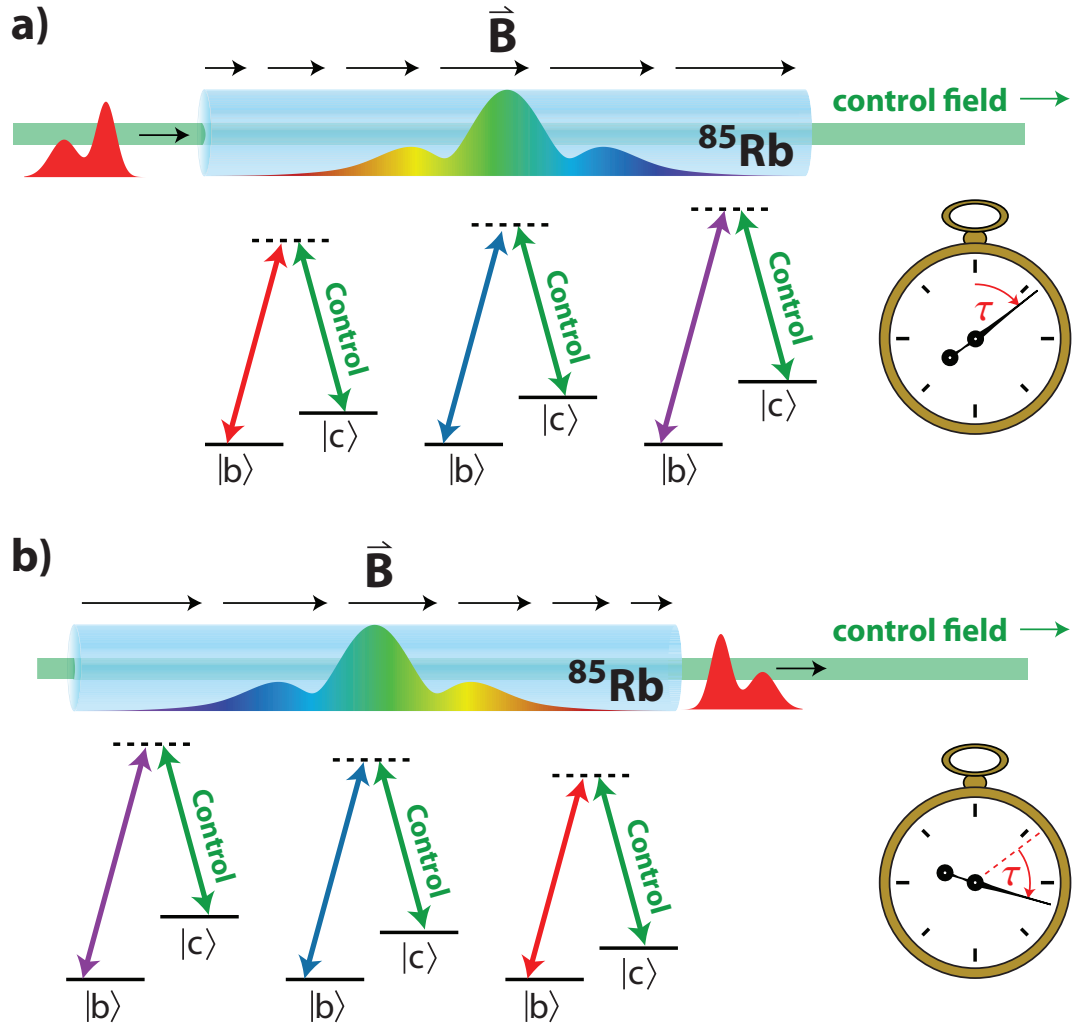 a)
B⃗
control field
⁸⁵Rb
Control
Control
Control
τ
|c⟩
|c⟩
|c⟩
|b⟩
|b⟩
|b⟩
b)
B⃗
control field
⁸⁵Rb
Control
Control
Control
τ
|c⟩
|c⟩
|c⟩
|b⟩
|b⟩
|b⟩